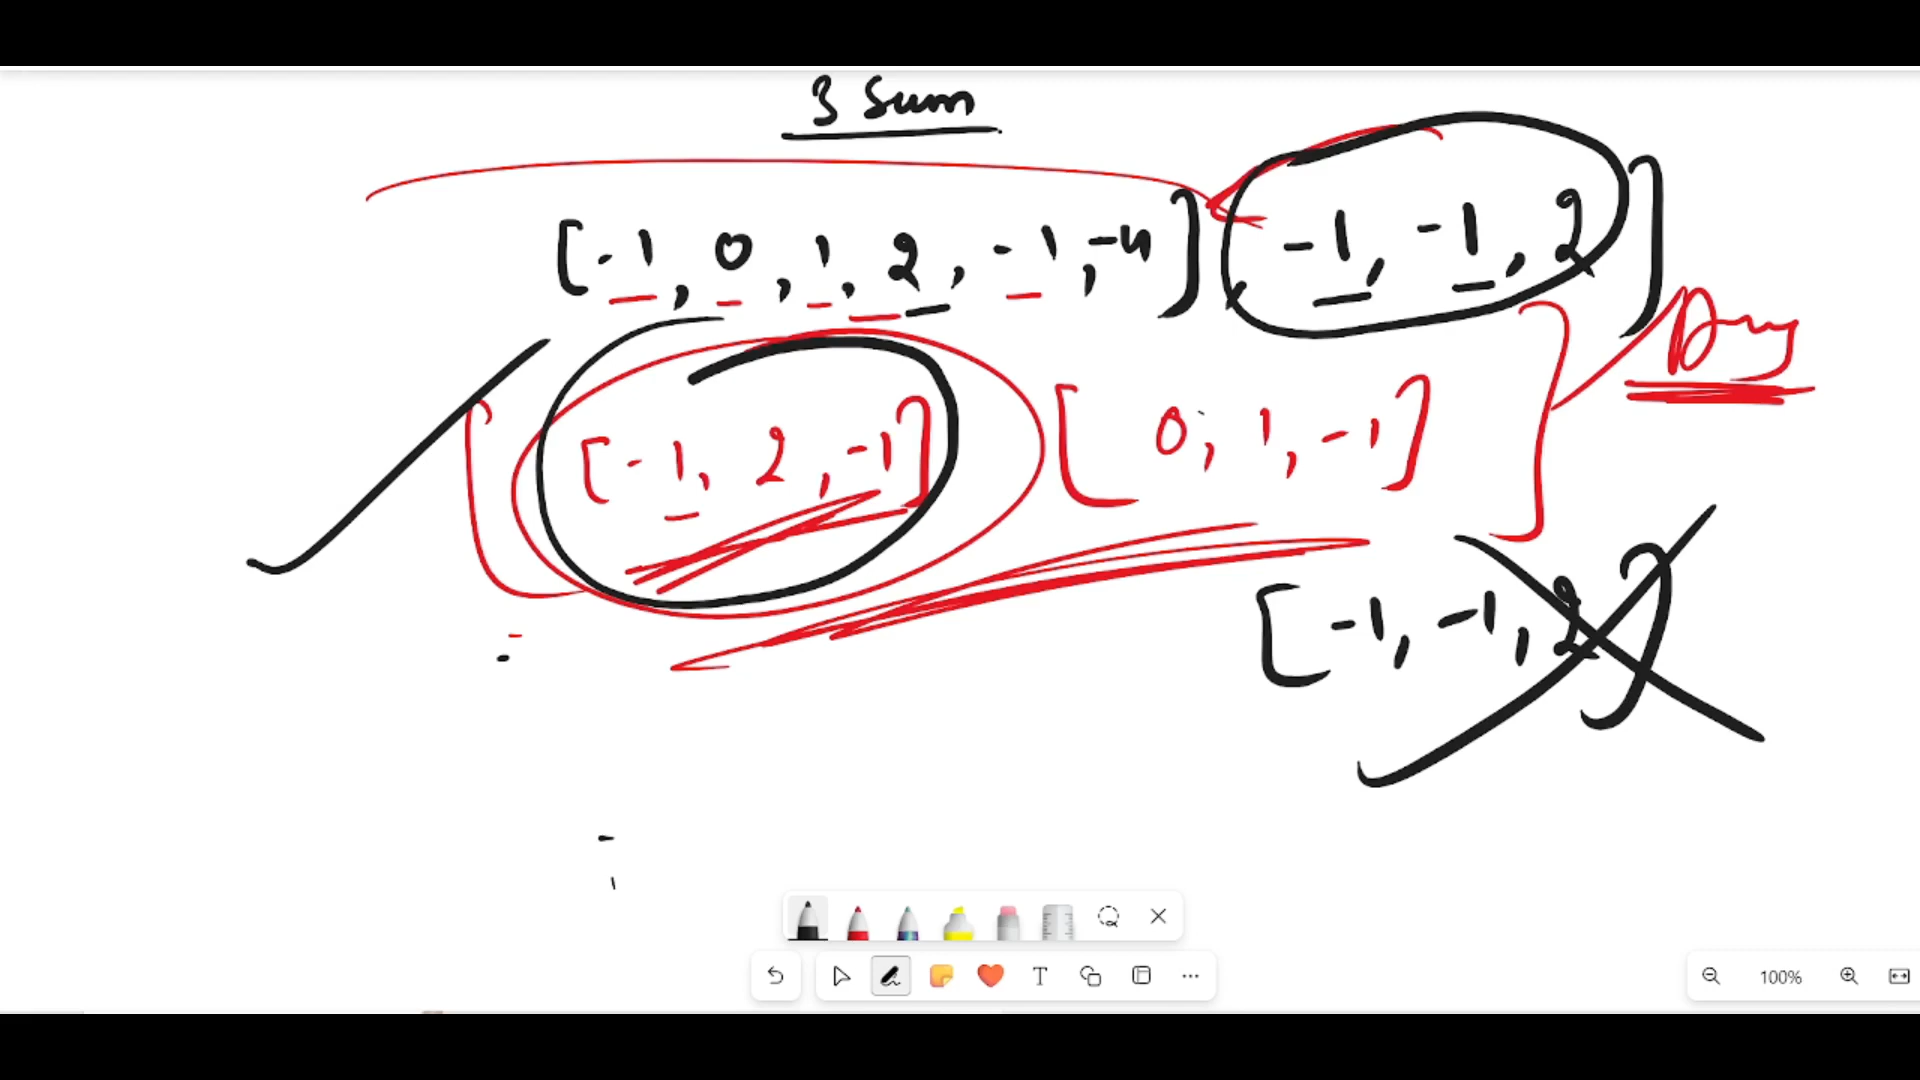 3 Sum
[-1, 0, 1, 2, -1, -4] -1, -1, 2]
[-1, 2, -1] [0, 1, -1]
[-1, -1, 2]
100%